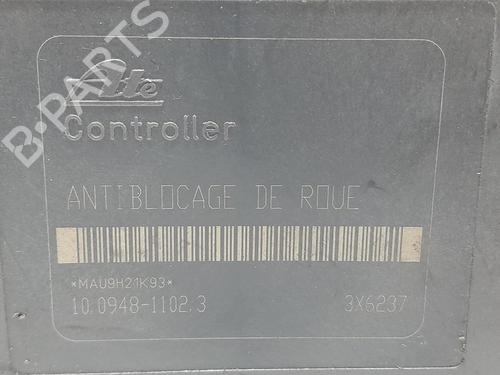 B-PARTS
Ate
Controller
ANTIBLOCAGE DE ROUE
*MAU9H21K93*
10.0948-1102.3 3X6237